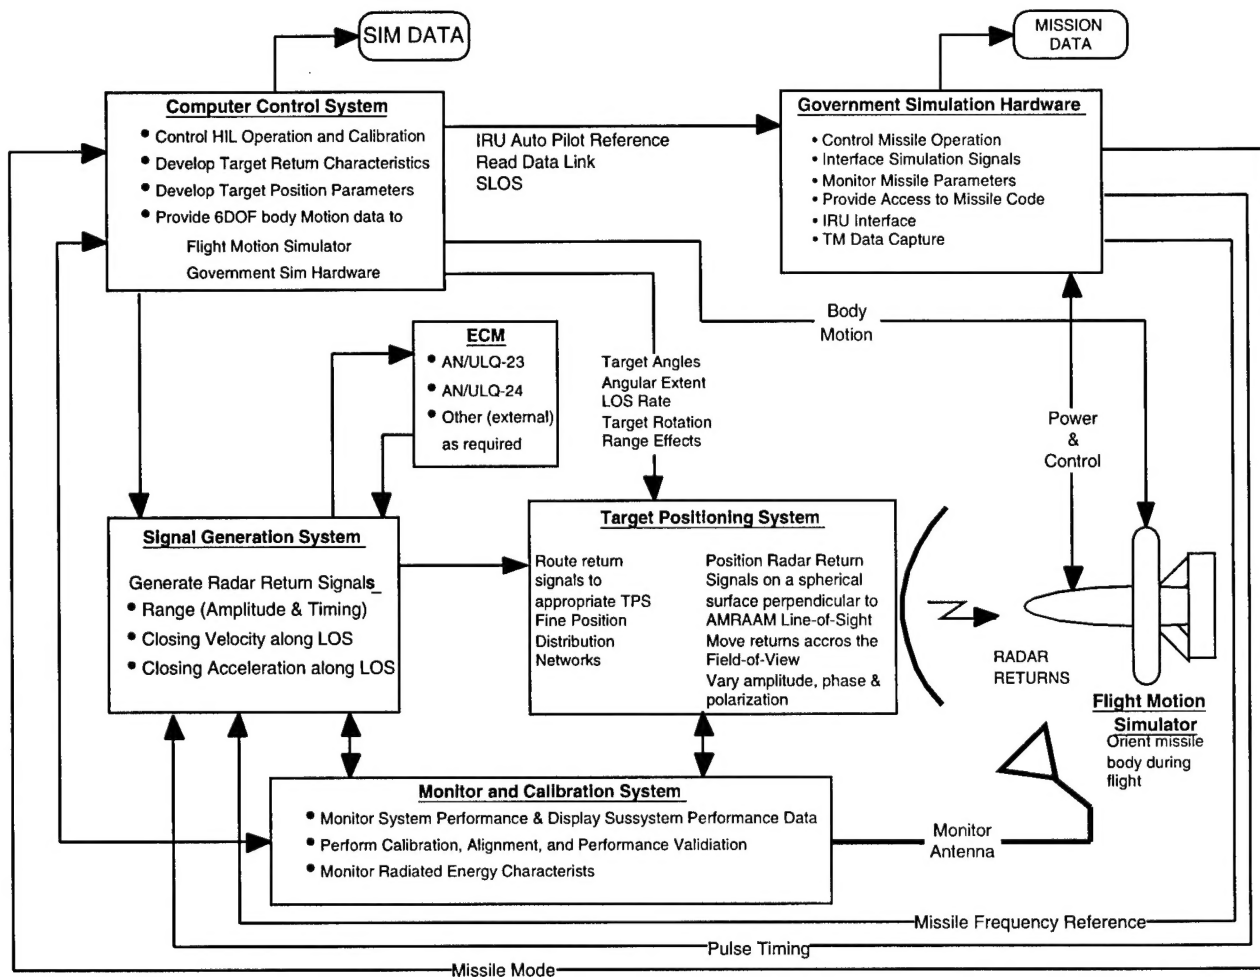 SIM DATA
MISSION
DATA
Computer Control System
• Control HIL Operation and Calibration
• Develop Target Return Characteristics
• Develop Target Position Parameters
• Provide 6DOF body Motion data to
Flight Motion Simulator
Government Sim Hardware
IRU Auto Pilot Reference
Read Data Link
SLOS
Government Simulation Hardware
• Control Missile Operation
• Interface Simulation Signals
• Monitor Missile Parameters
• Provide Access to Missile Code
• IRU Interface
• TM Data Capture
Body
Motion
ECM
• AN/ULQ-23
• AN/ULQ-24
• Other (external)
as required
Target Angles
Angular Extent
LOS Rate
Target Rotation
Range Effects
Power
&
Control
Signal Generation System
Generate Radar Return Signals_
• Range (Amplitude & Timing)
• Closing Velocity along LOS
• Closing Acceleration along LOS
Target Positioning System
Route return
signals to
appropriate TPS
Fine Position
Distribution
Networks
Position Radar Return
Signals on a spherical
surface perpendicular to
AMRAAM Line-of-Sight
Move returns accros the
Field-of-View
Vary amplitude, phase &
polarization
RADAR
RETURNS
Flight Motion
Simulator
Orient missile
body during
flight
Monitor and Calibration System
• Monitor System Performance & Display Sussystem Performance Data
• Perform Calibration, Alignment, and Performance Validiation
• Monitor Radiated Energy Characterists
Monitor
Antenna
Missile Frequency Reference
Pulse Timing
Missile Mode